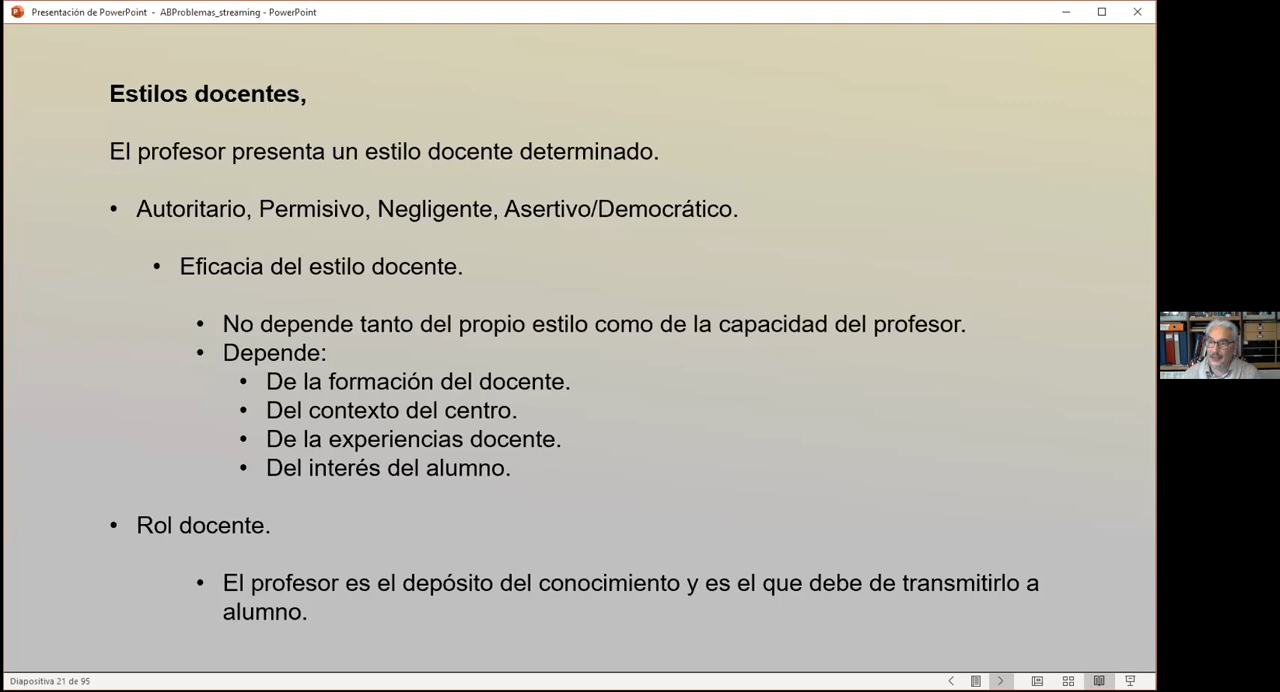 Presentación de PowerPoint - ABProblemas_streaming - PowerPoint
Estilos docentes,
El profesor presenta un estilo docente determinado.
• Autoritario, Permisivo, Negligente, Asertivo/Democrático.
• Eficacia del estilo docente.
• No depende tanto del propio estilo como de la capacidad del profesor.
• Depende:
• De la formación del docente.
• Del contexto del centro.
• De la experiencias docente.
• Del interés del alumno.
• Rol docente.
• El profesor es el depósito del conocimiento y es el que debe de transmitirlo a
alumno.
Diapositiva 21 de 95